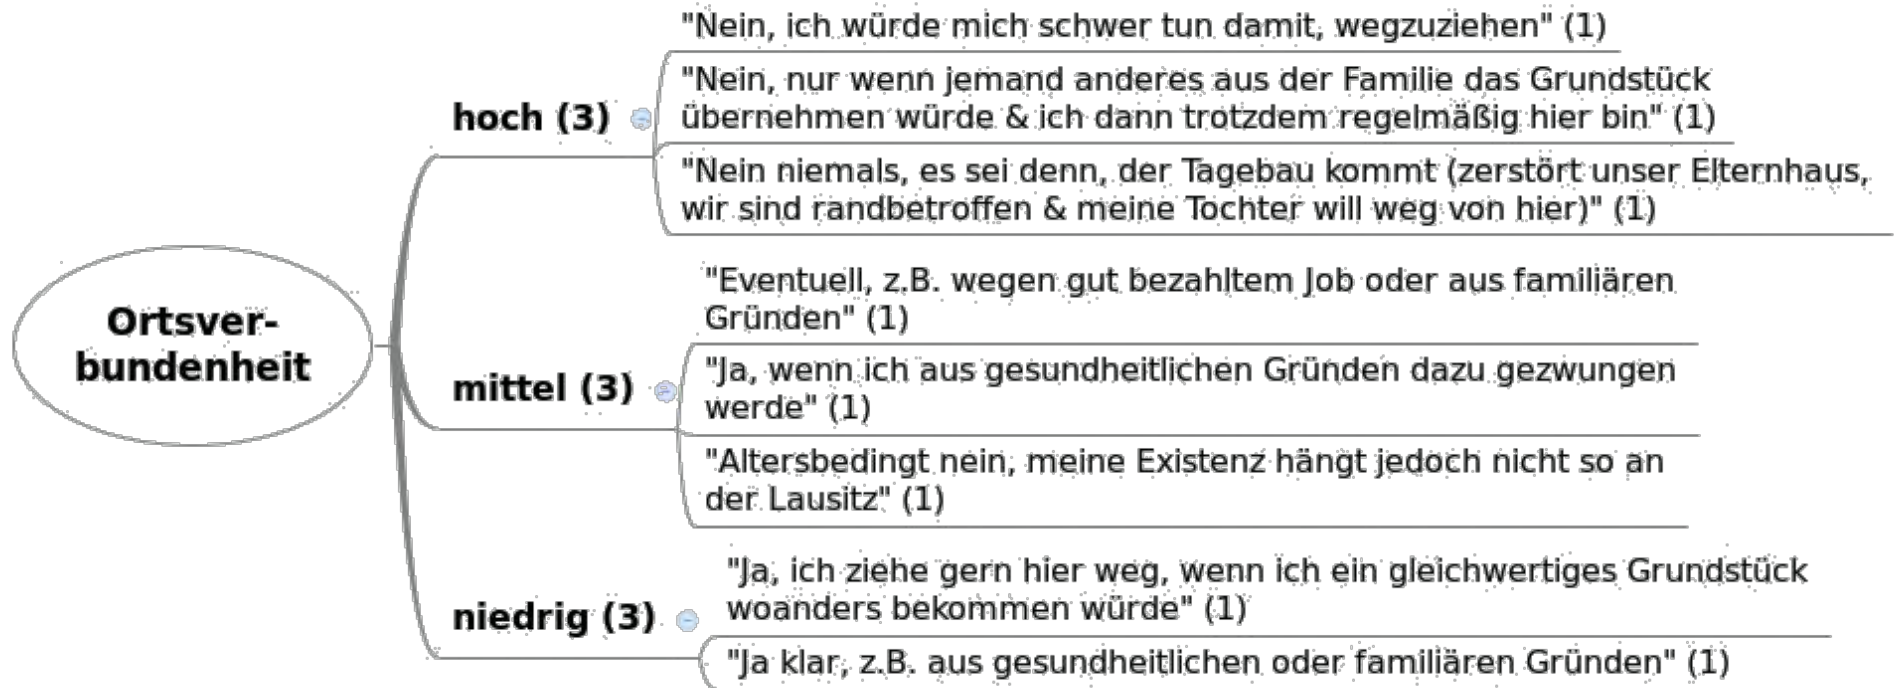 "Nein, ich würde mich schwer tun damit, wegzuziehen" (1)
"Nein, nur wenn jemand anderes aus der Familie das Grundstück
übernehmen würde & ich dann trotzdem regelmäßig hier bin" (1)
hoch (3)
"Nein niemals, es sei denn, der Tagebau kommt (zerstört unser Elternhaus,
wir sind randbetroffen & meine Tochter will weg von hier)" (1)
Ortsver-
bundenheit
"Eventuell, z.B. wegen gut bezahltem Job oder aus familiären
Gründen" (1)
mittel (3)
"Ja, wenn ich aus gesundheitlichen Gründen dazu gezwungen
werde" (1)
"Altersbedingt nein, meine Existenz hängt jedoch nicht so an
der Lausitz" (1)
niedrig (3)
"Ja, ich ziehe gern hier weg, wenn ich ein gleichwertiges Grundstück
woanders bekommen würde" (1)
"Ja klar, z.B. aus gesundheitlichen oder familiären Gründen" (1)